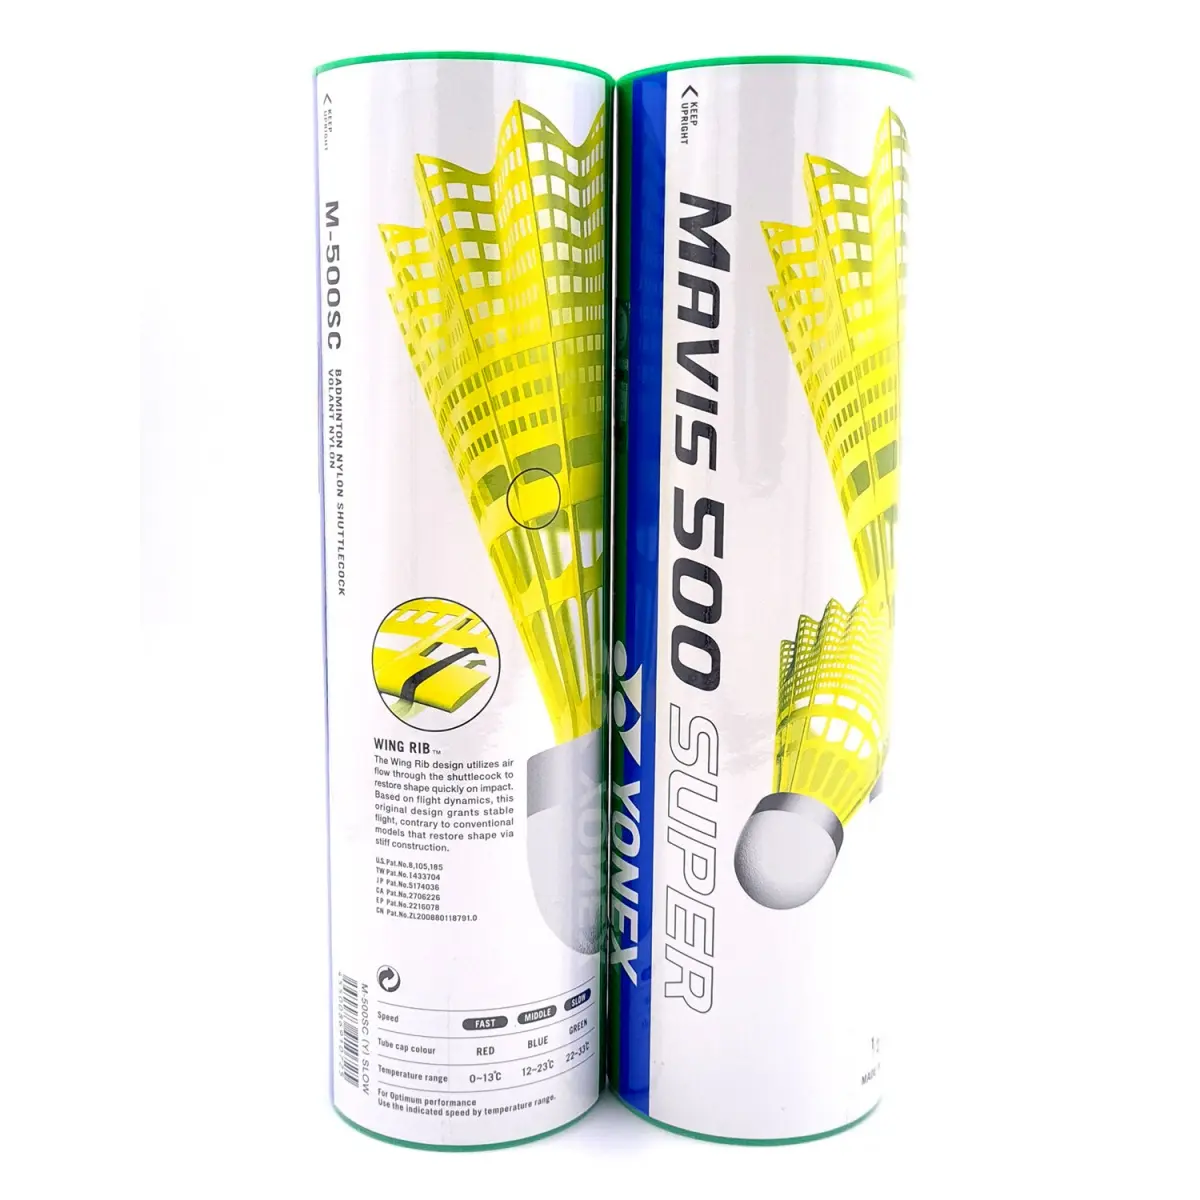 KEEP
UPRIGHT
M-500SC
BADMINTON NYLON SHUTTLECOCK
VOLANT NYLON
WING RIB™
The Wing Rib design utilizes air
flow through the shuttlecock to
restore shape quickly on impact.
Based on flight dynamics, this
original design grants stable
flight, contrary to conventional
models that restore shape via
stiff construction.
U.S. Pat.No.8,105,185
TW Pat.No.1433704
JP Pat.No.5174036
CA Pat.No.2706226
EP Pat.No.2216078
CN Pat.No.ZL200880118791.0
Speed FAST MIDDLE SLOW
Tube cap colour RED BLUE GREEN
Temperature range 0~13℃ 12~23℃ 22~33℃
For Optimum performance
Use the indicated speed by temperature range.
M-500SC (Y) SLOW
YONEX
KEEP
UPRIGHT
MAVIS 500 SUPER
YONEX